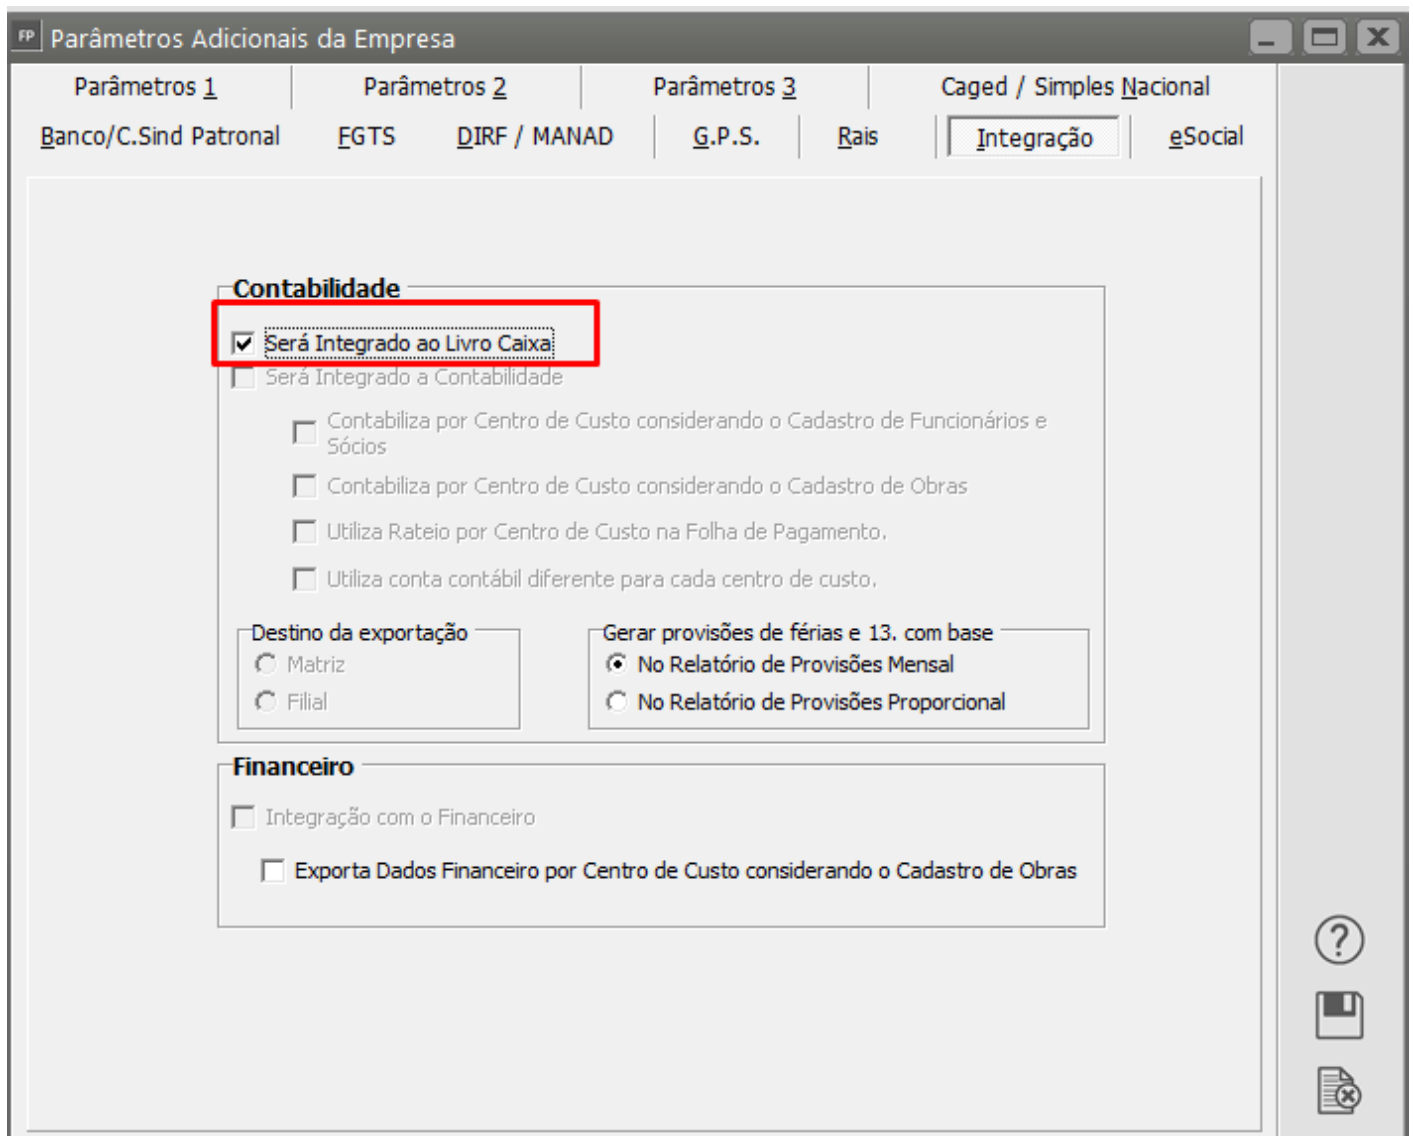 FP Parâmetros Adicionais da Empresa
Parâmetros 1 Parâmetros 2 Parâmetros 3 Caged / Simples Nacional
Banco/C.Sind Patronal FGTS DIRF / MANAD G.P.S. Rais Integração eSocial
Contabilidade
Será Integrado ao Livro Caixa
Será Integrado a Contabilidade
Contabiliza por Centro de Custo considerando o Cadastro de Funcionários e
Sócios
Contabiliza por Centro de Custo considerando o Cadastro de Obras
Utiliza Rateio por Centro de Custo na Folha de Pagamento.
Utiliza conta contábil diferente para cada centro de custo.
Destino da exportação
Matriz
Filial
Gerar provisões de férias e 13. com base
No Relatório de Provisões Mensal
No Relatório de Provisões Proporcional
Financeiro
Integração com o Financeiro
Exporta Dados Financeiro por Centro de Custo considerando o Cadastro de Obras